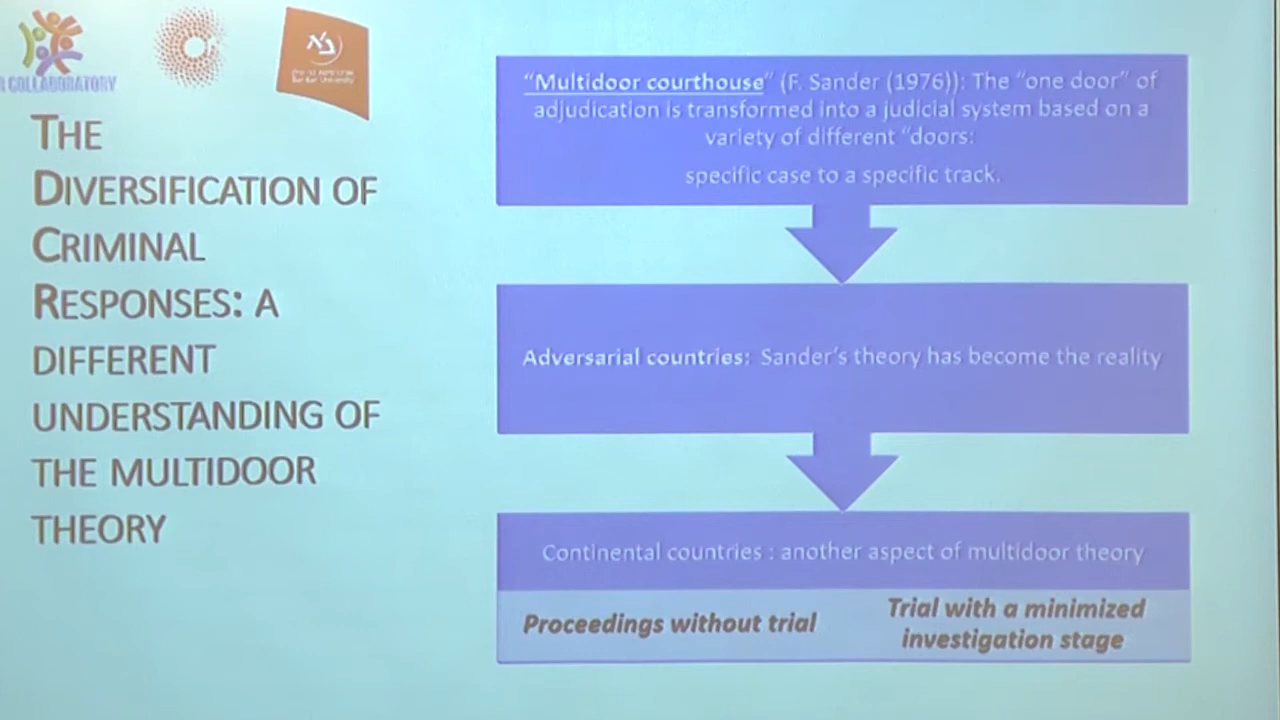 COLLABORATORY
Bar-Ilan University
THE
DIVERSIFICATION OF
CRIMINAL
RESPONSES: A
DIFFERENT
UNDERSTANDING OF
THE MULTIDOOR
THEORY
“Multidoor courthouse” (F. Sander (1976)): The “one door” of
adjudication is transformed into a judicial system based on a
variety of different “doors:
specific case to a specific track.
Adversarial countries: Sander’s theory has become the reality
Continental countries : another aspect of multidoor theory
Proceedings without trial
Trial with a minimized
investigation stage